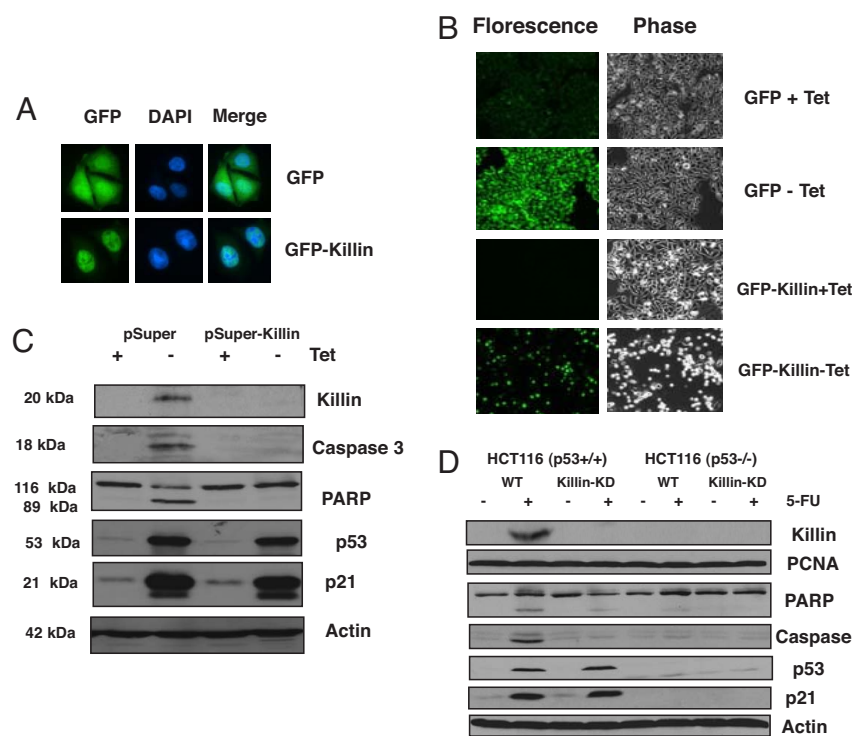 A
GFP DAPI Merge
GFP
GFP-Killin
B
Florescence Phase
GFP + Tet
GFP - Tet
GFP-Killin+Tet
GFP-Killin-Tet
C
pSuper pSuper-Killin
+ - + - Tet
20 kDa Killin
18 kDa Caspase 3
116 kDa
89 kDa
PARP
53 kDa p53
21 kDa p21
42 kDa Actin
D
HCT116 (p53+/+) HCT116 (p53-/-)
WT Killin-KD WT Killin-KD
- + - + - + - + 5-FU
Killin
PCNA
PARP
Caspase
p53
p21
Actin